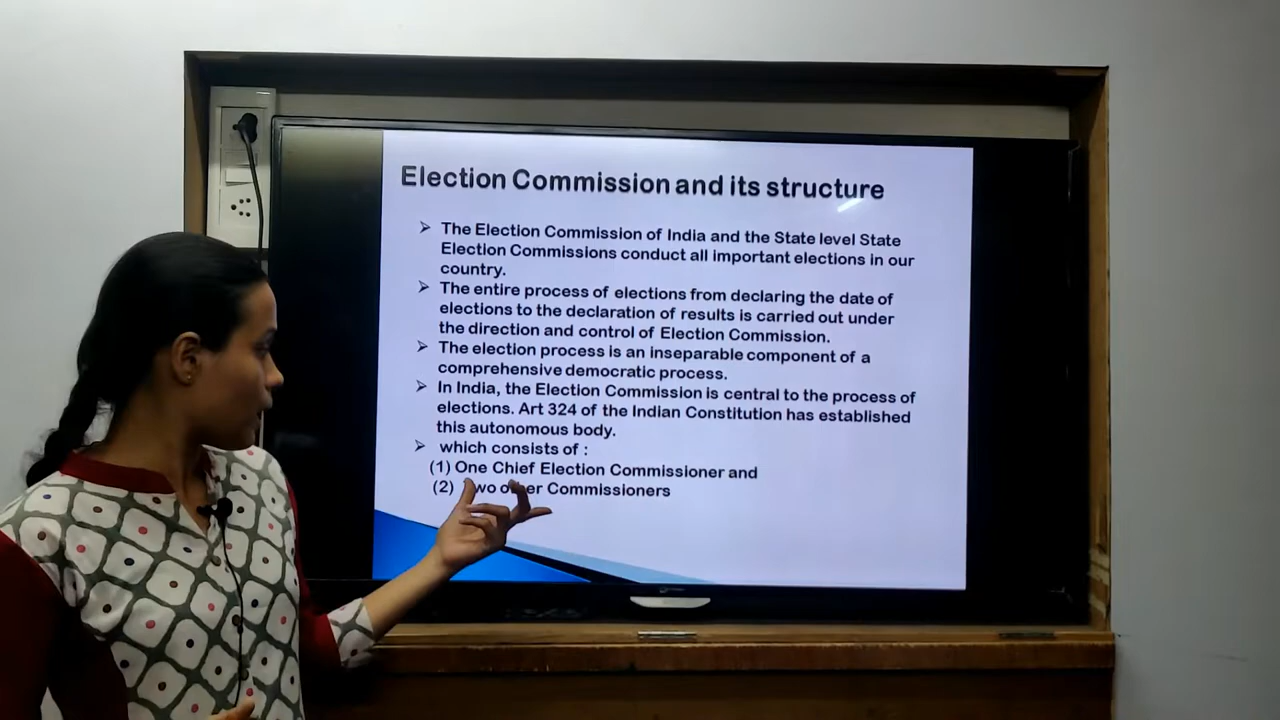 Election Commission and its structure
➢ The Election Commission of India and the State level State
Election Commissions conduct all important elections in our
country.
➢ The entire process of elections from declaring the date of
elections to the declaration of results is carried out under
the direction and control of Election Commission.
➢ The election process is an inseparable component of a
comprehensive democratic process.
➢ In India, the Election Commission is central to the process of
elections. Art 324 of the Indian Constitution has established
this autonomous body.
➢ which consists of :
(1) One Chief Election Commissioner and
(2) Two other Commissioners